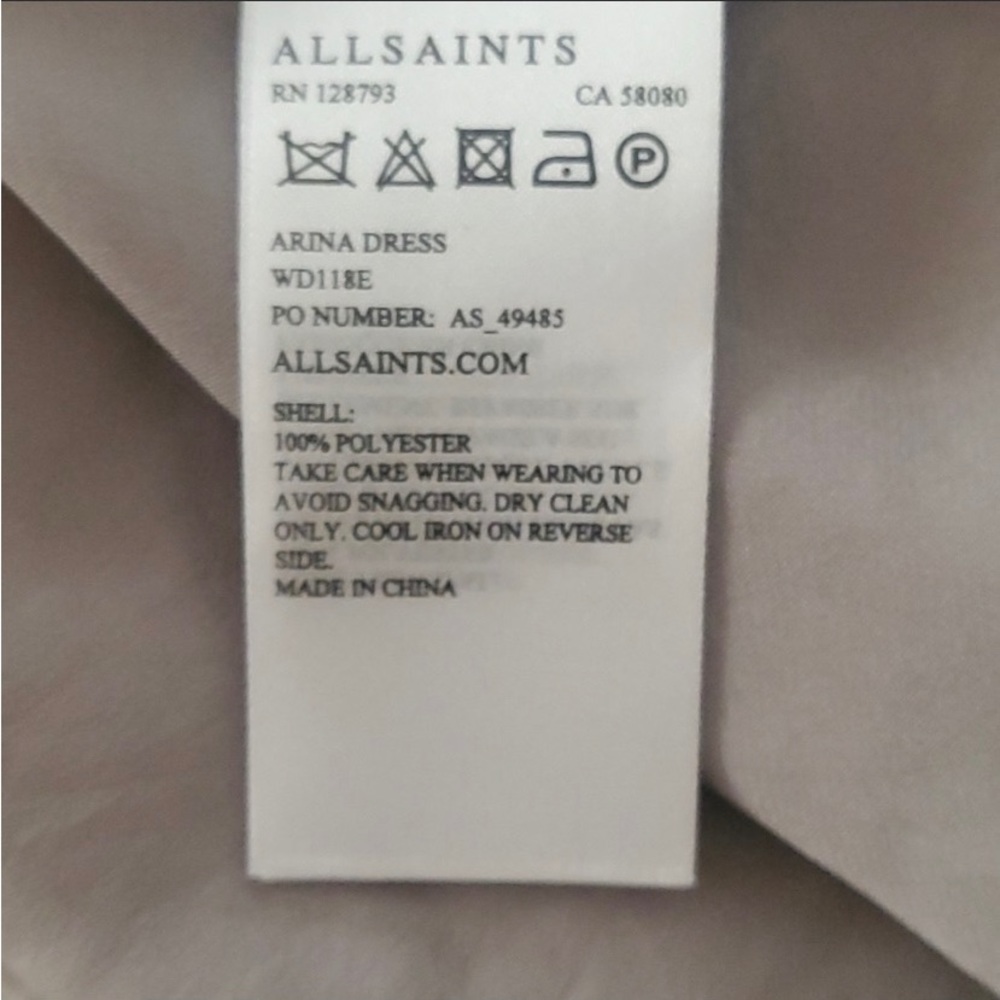 ALLSAINTS
RN 128793 CA 58080
P
ARINA DRESS
WD118E
PO NUMBER: AS_49485
ALLSAINTS.COM
SHELL:
100% POLYESTER
TAKE CARE WHEN WEARING TO
AVOID SNAGGING. DRY CLEAN
ONLY. COOL IRON ON REVERSE
SIDE.
MADE IN CHINA